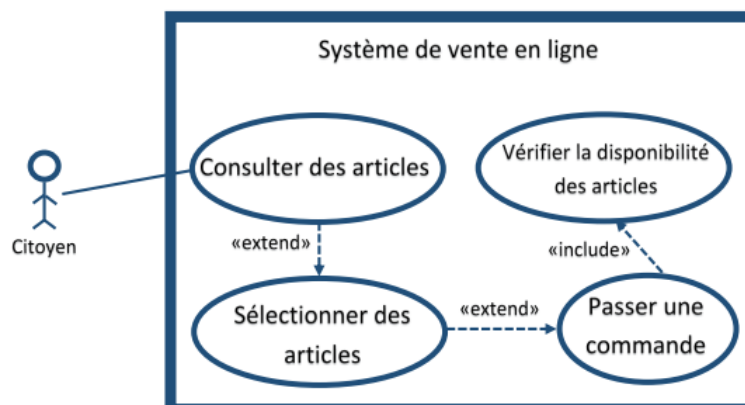 Système de vente en ligne
Consulter des articles
Vérifier la disponibilité
des articles
Citoyen
«extend»
«include»
Sélectionner des
articles
«extend»
Passer une
commande